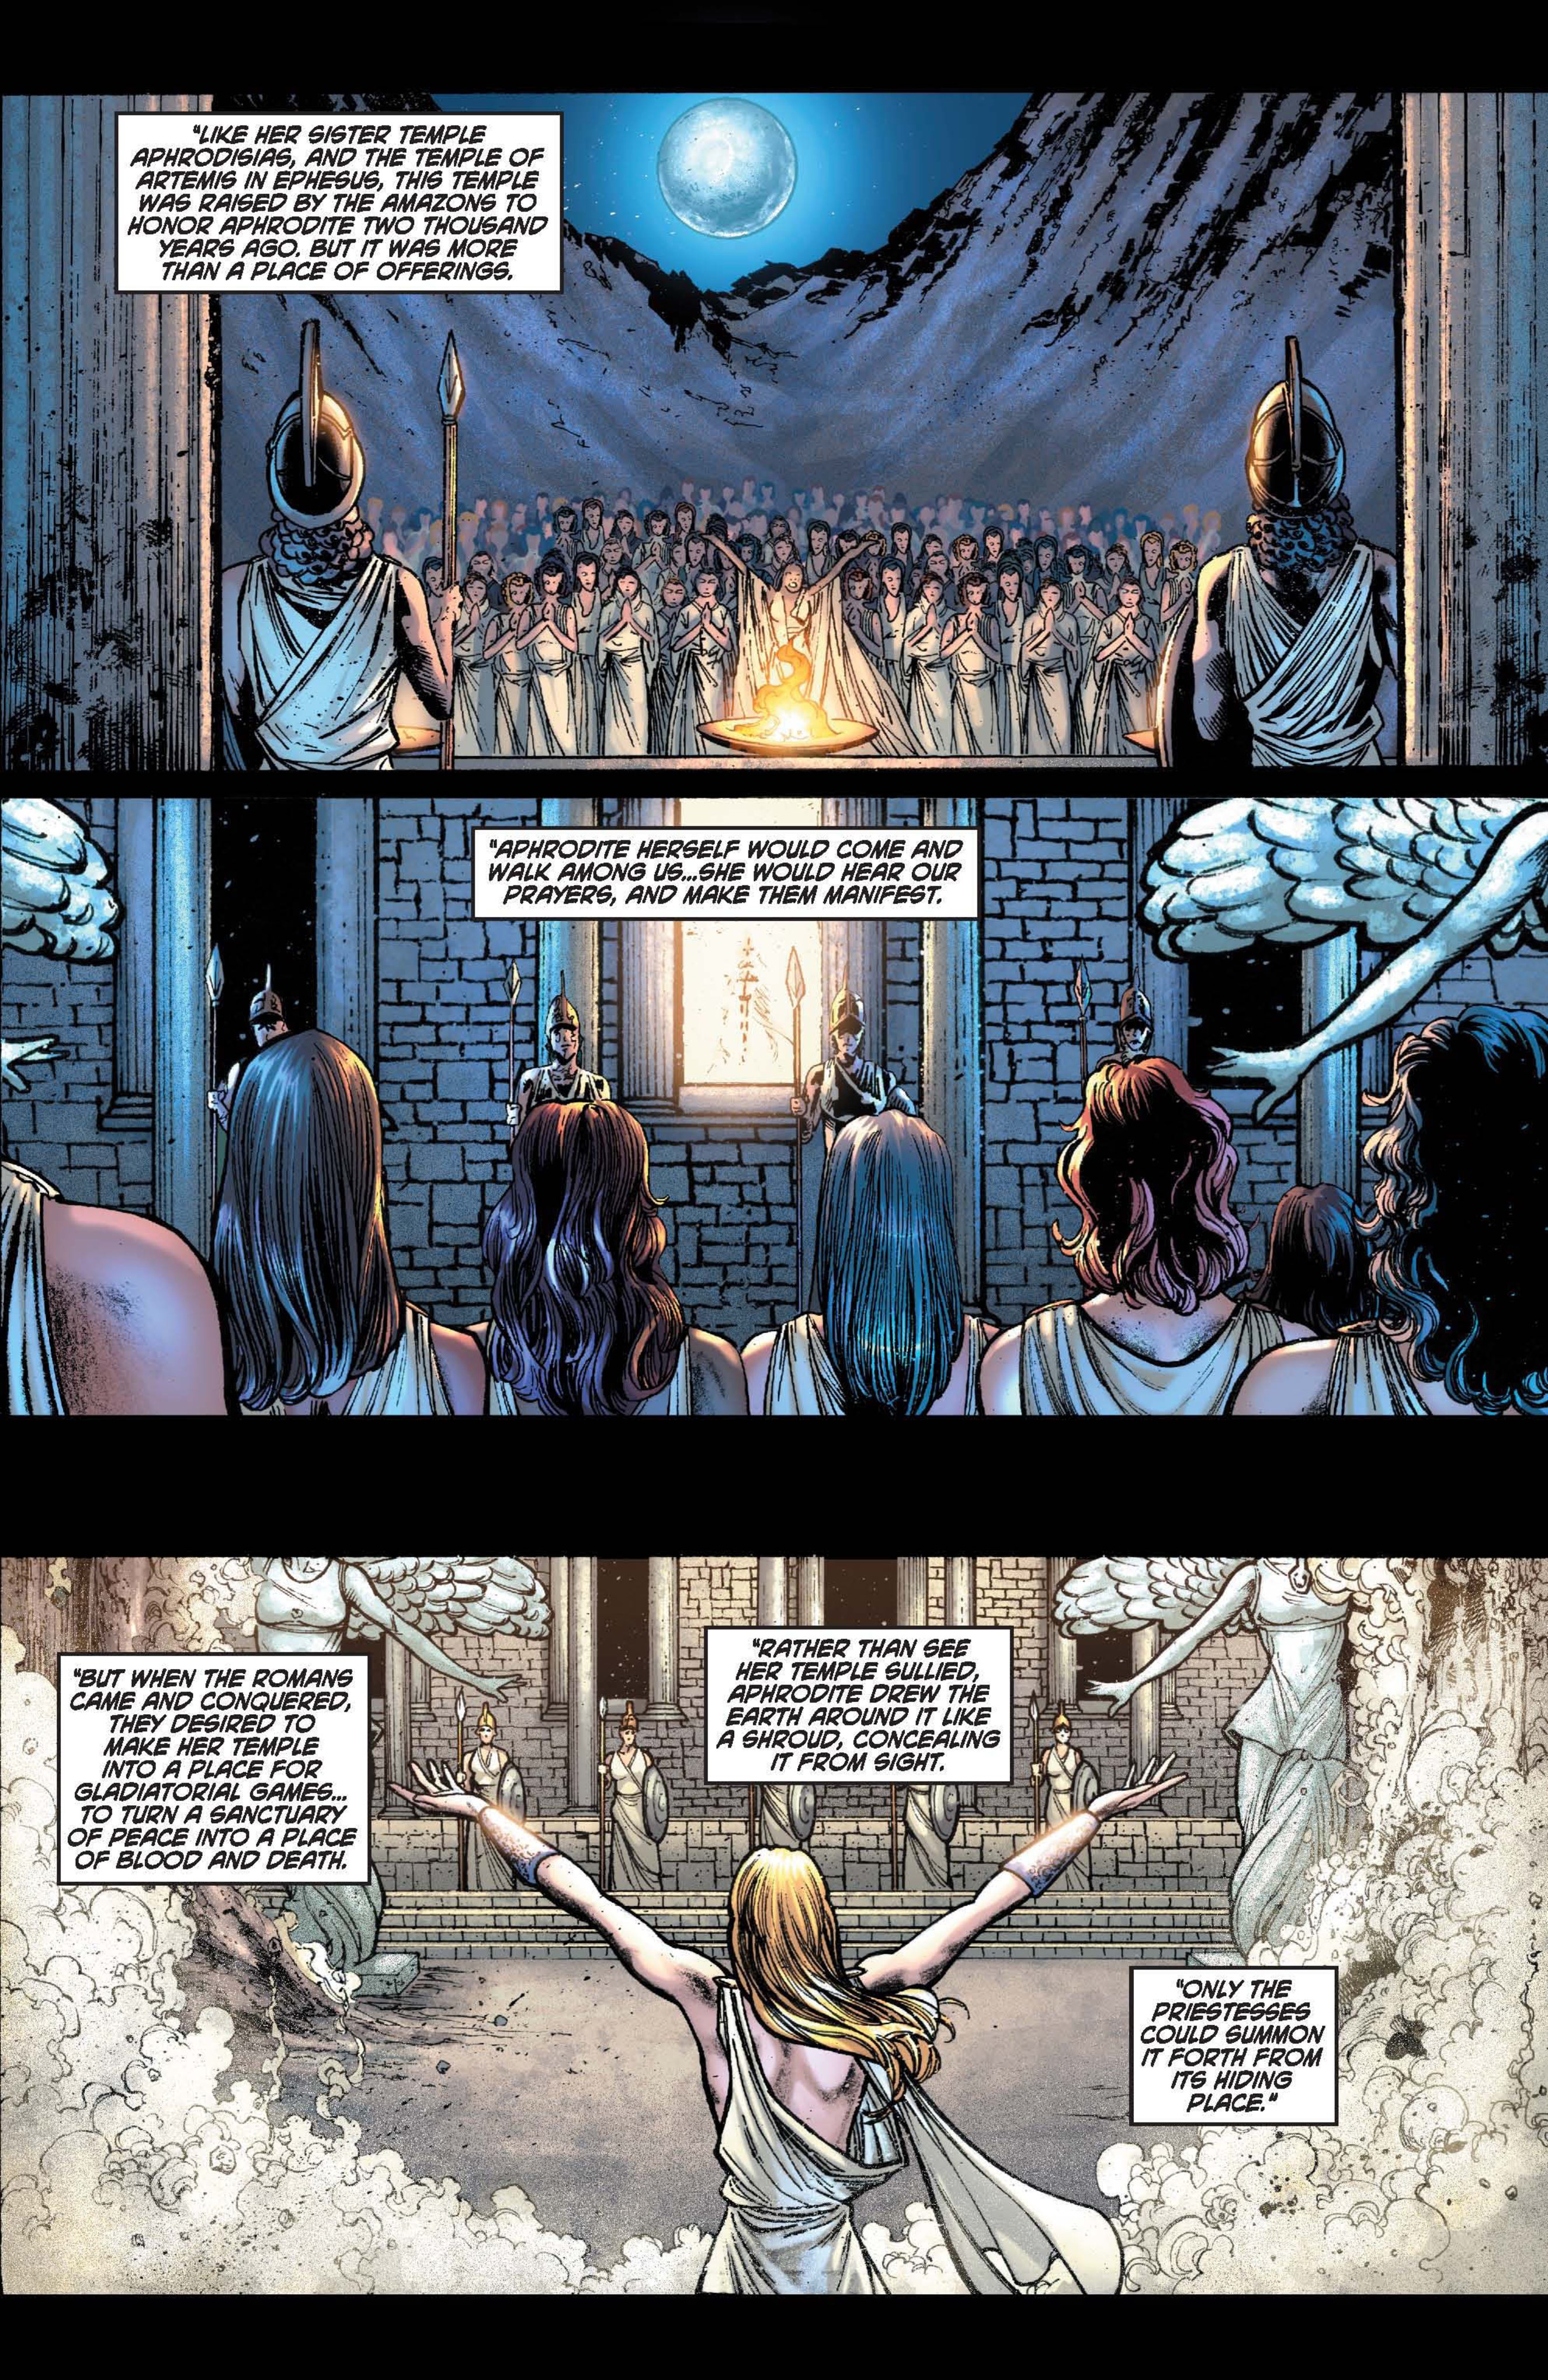 "LIKE HER SISTER TEMPLE
APHRODISIAS, AND THE TEMPLE OF
ARTEMIS IN EPHESUS, THIS TEMPLE
WAS RAISED BY THE AMAZONS TO
HONOR APHRODITE TWO THOUSAND
YEARS AGO. BUT IT WAS MORE
THAN A PLACE OF OFFERINGS.
"APHRODITE HERSELF WOULD COME AND
WALK AMONG US...SHE WOULD HEAR OUR
PRAYERS, AND MAKE THEM MANIFEST.
"BUT WHEN THE ROMANS
CAME AND CONQUERED,
THEY DESIRED TO
MAKE HER TEMPLE
INTO A PLACE FOR
GLADIATORIAL GAMES...
TO TURN A SANCTUARY
OF PEACE INTO A PLACE
OF BLOOD AND DEATH.
"RATHER THAN SEE
HER TEMPLE SULLIED,
APHRODITE DREW THE
EARTH AROUND IT LIKE
A SHROUD, CONCEALING
IT FROM SIGHT.
"ONLY THE
PRIESTESSES
COULD SUMMON
IT FORTH FROM
ITS HIDING
PLACE."